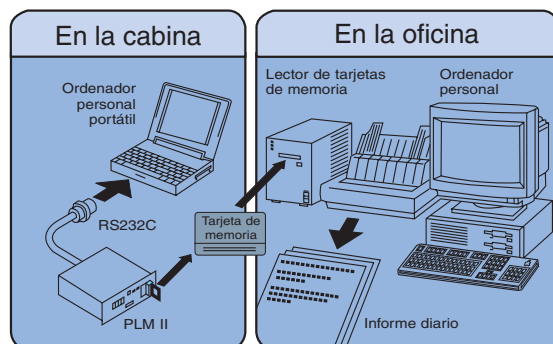 En la cabina
Ordenador
personal
portátil
RS232C
PLM II
Tarjeta de
memoria
En la oficina
Lector de tarjetas
de memoria
Ordenador
personal
Informe diario